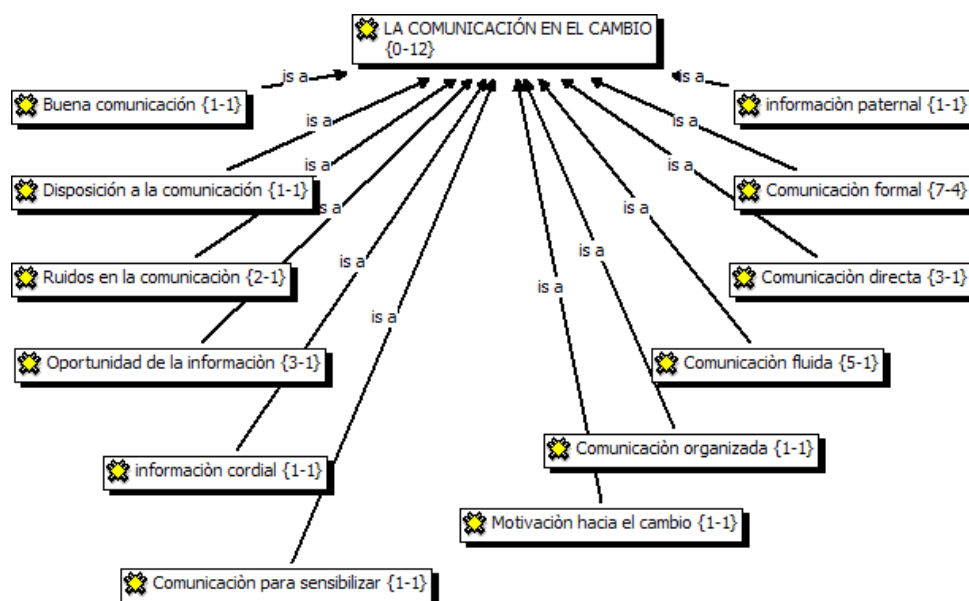 LA COMUNICACIÓN EN EL CAMBIO
{0-12}
is a
is a
Buena comunicación {1-1}
informaciòn paternal {1-1}
is a
is a
Disposición a la comunicación {1-1}
Comunicaciòn formal {7-4}
is a
is a
is a
is a
Ruidos en la comunicaciòn {2-1}
Comunicaciòn directa {3-1}
is a
is a
is a
is a
Oportunidad de la informaciòn {3-1}
Comunicaciòn fluida {5-1}
informaciòn cordial {1-1}
Comunicaciòn organizada {1-1}
Motivaciòn hacia el cambio {1-1}
Comunicaciòn para sensibilizar {1-1}